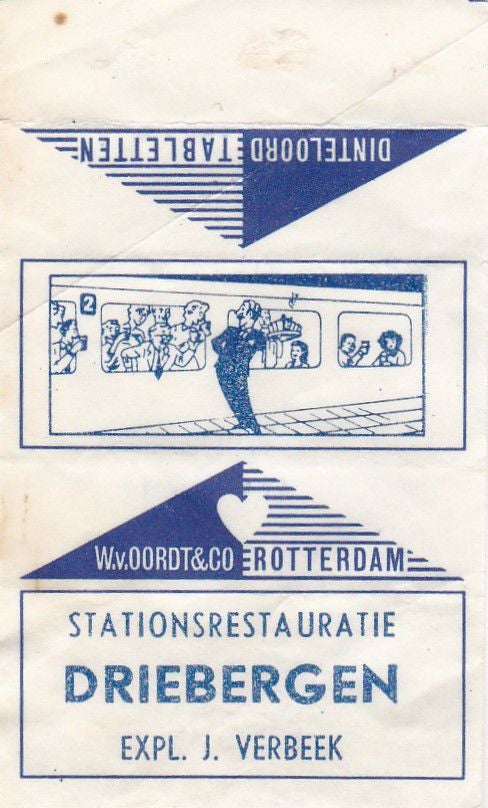 DINTELOORD TABLETTEN
2
W.v.OORDT&CO ROTTERDAM
STATIONSRESTAURATIE
DRIEBERGEN
EXPL. J. VERBEEK